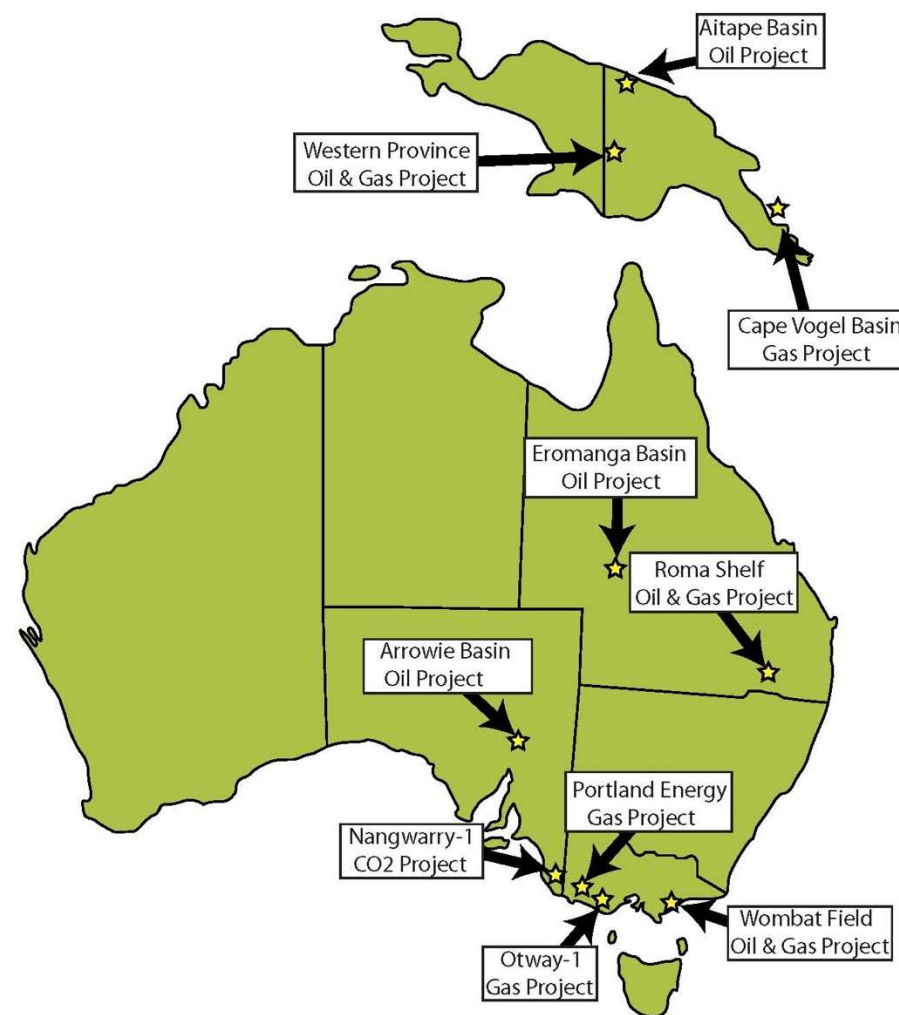 Aitape Basin
Oil Project
Western Province
Oil & Gas Project
Cape Vogel Basin
Gas Project
Eromanga Basin
Oil Project
Roma Shelf
Oil & Gas Project
Arrowie Basin
Oil Project
Portland Energy
Gas Project
Nangwarry-1
CO2 Project
Wombat Field
Oil & Gas Project
Otway-1
Gas Project